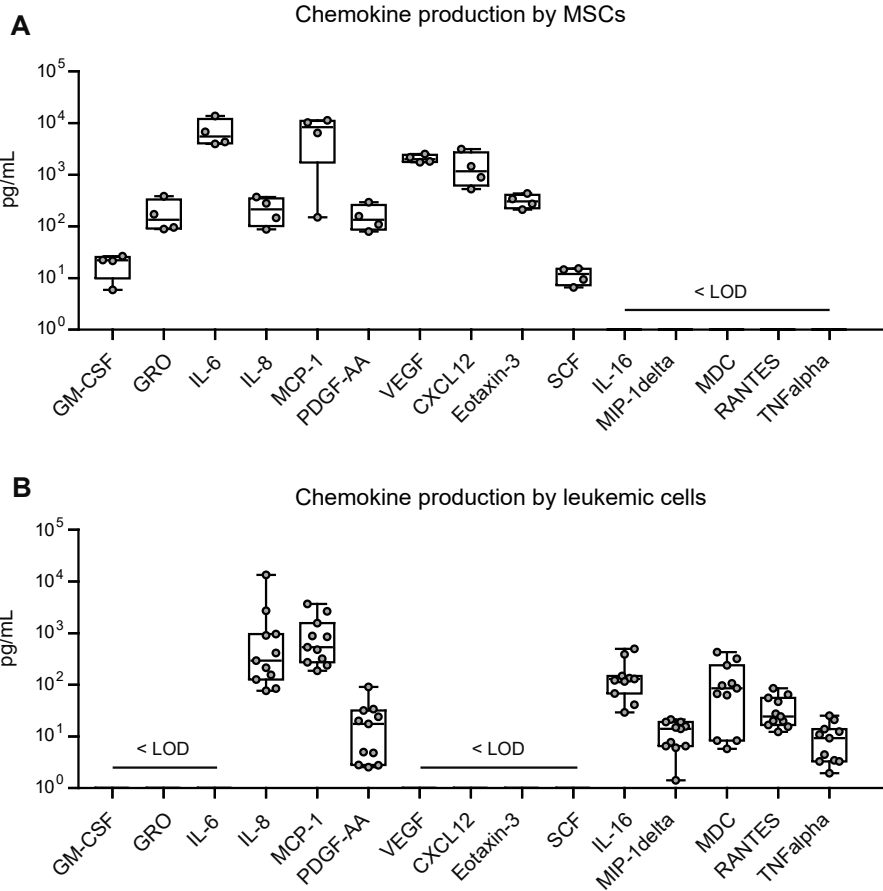 Chemokine production by MSCs
A
10^5
10^4
10^3
10^2
10^1
10^0
pg/mL
< LOD
GM-CSF
GRO
IL-6
IL-8
MCP-1
PDGF-AA
VEGF
CXCL12
Eotaxin-3
SCF
IL-16
MIP-1delta
MDC
RANTES
TNFalpha
B
Chemokine production by leukemic cells
10^5
10^4
10^3
10^2
10^1
10^0
pg/mL
< LOD
< LOD
GM-CSF
GRO
IL-6
IL-8
MCP-1
PDGF-AA
VEGF
CXCL12
Eotaxin-3
SCF
IL-16
MIP-1delta
MDC
RANTES
TNFalpha